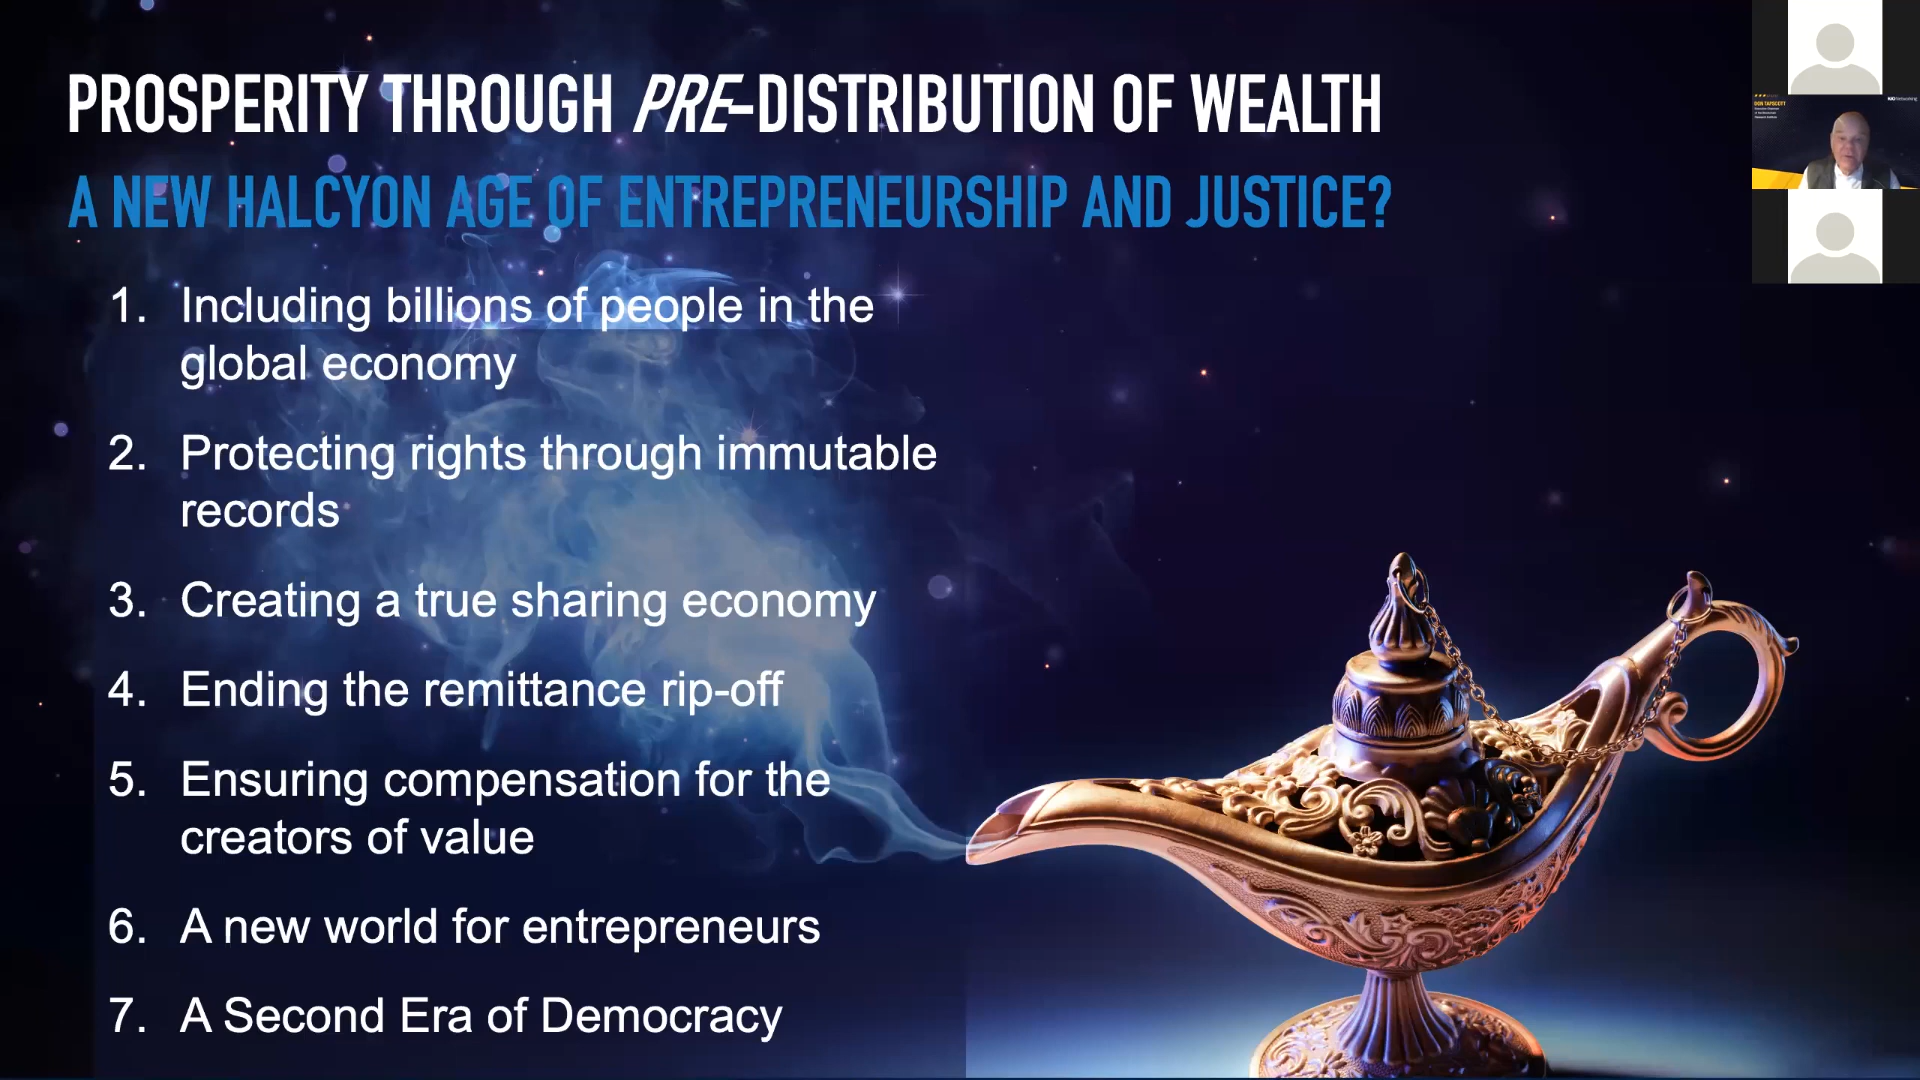 PROSPERITY THROUGH PRE-DISTRIBUTION OF WEALTH
A NEW HALCYON AGE OF ENTREPRENEURSHIP AND JUSTICE?
1. Including billions of people in the
global economy
2. Protecting rights through immutable
records
3. Creating a true sharing economy
4. Ending the remittance rip-off
5. Ensuring compensation for the
creators of value
6. A new world for entrepreneurs
7. A Second Era of Democracy
DON TAPSCOTT